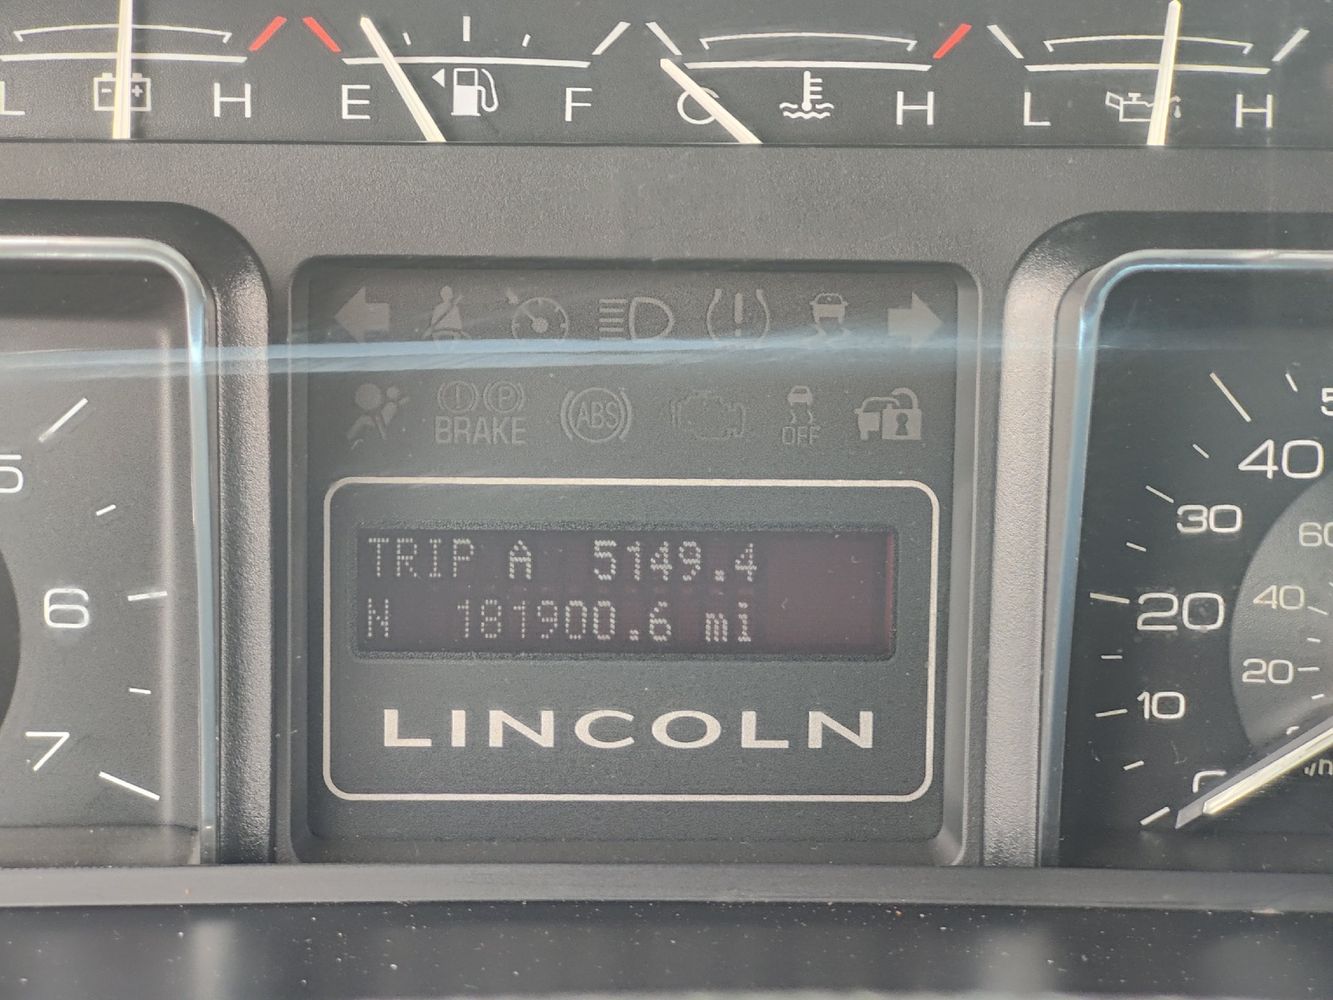 L H E F C H L H
BRAKE ABS OFF
P
TRIP A 5149.4
N 181900.6 mi
LINCOLN
5
6
7
40
30
20
10
60
40
20